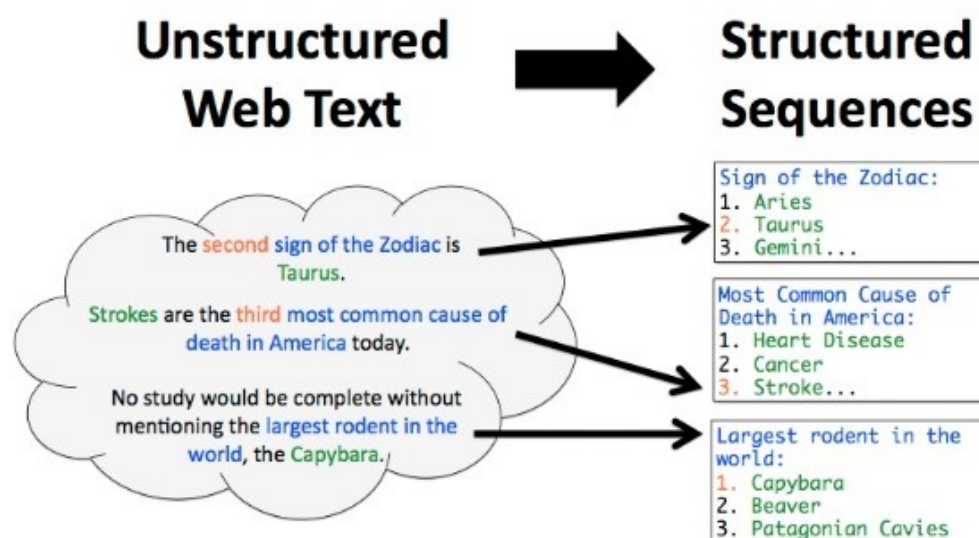 Unstructured
Web Text
Structured
Sequences
The second sign of the Zodiac is
Taurus.
Strokes are the third most common cause of
death in America today.
No study would be complete without
mentioning the largest rodent in the
world, the Capybara.
Sign of the Zodiac:
1. Aries
2. Taurus
3. Gemini...
Most Common Cause of
Death in America:
1. Heart Disease
2. Cancer
3. Stroke...
Largest rodent in the
world:
1. Capybara
2. Beaver
3. Patagonian Cavies